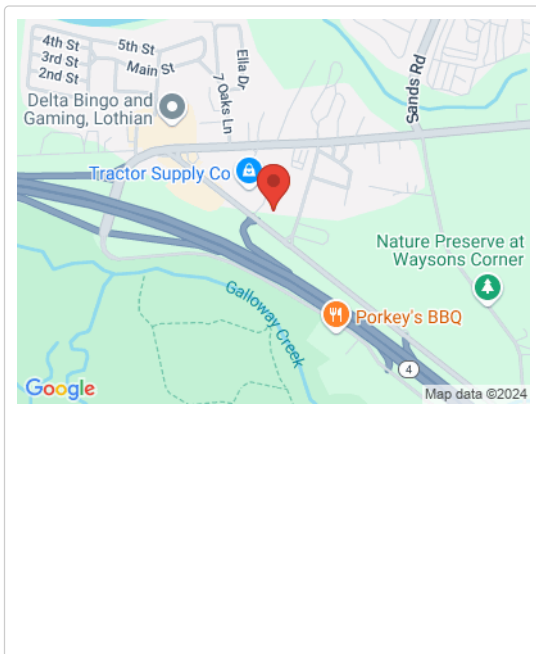 4th St
5th St
3rd St
Main St
2nd St
Ella Dr
7 Oaks Ln
Sands Rd
Delta Bingo and
Gaming, Lothian
Tractor Supply Co
Nature Preserve at
Waysons Corner
Galloway Creek
Porkey's BBQ
4
Google
Map data ©2024